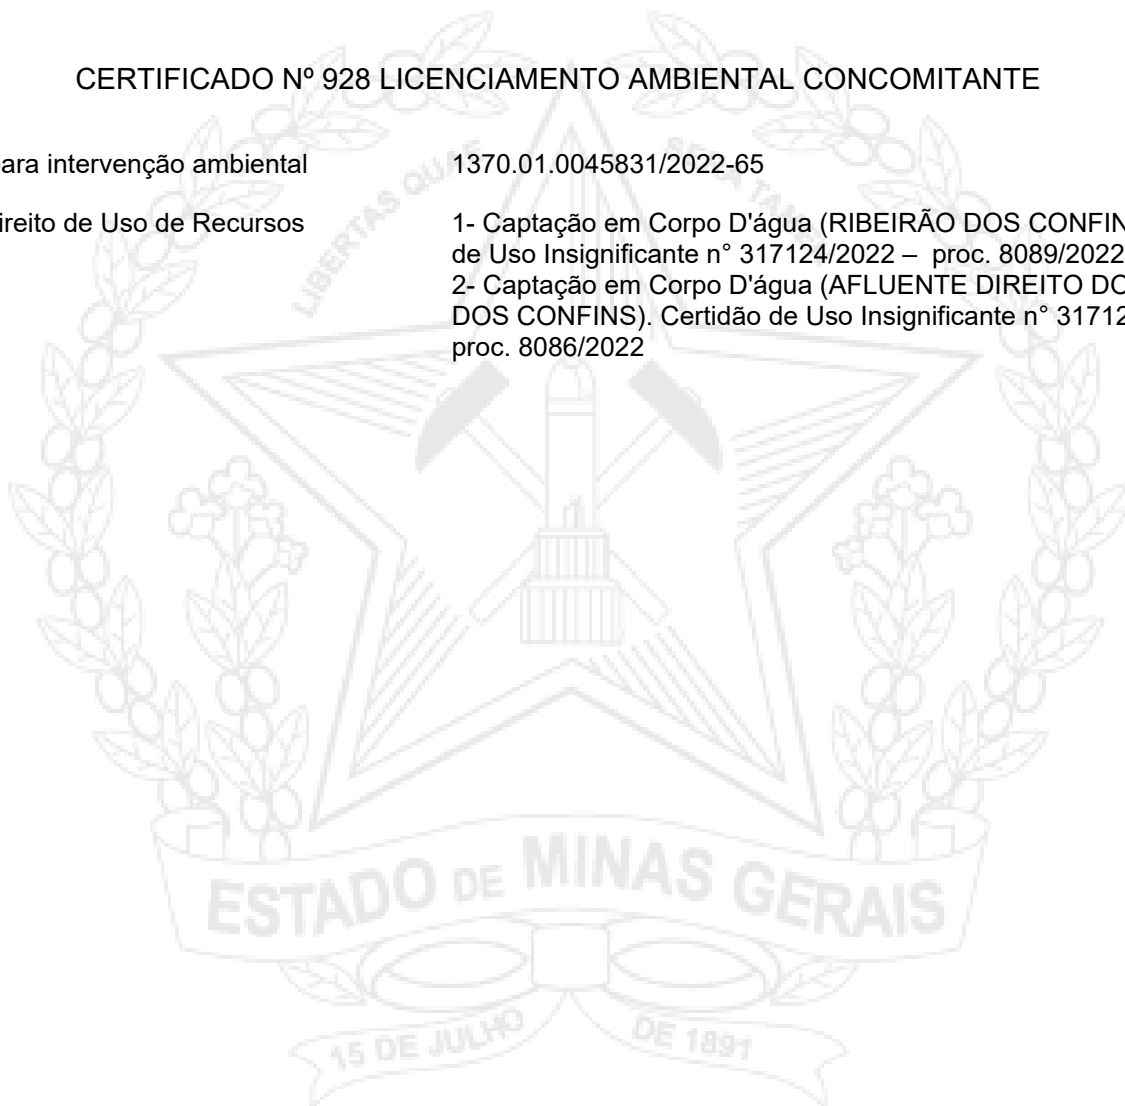 CERTIFICADO Nº 928 LICENCIAMENTO AMBIENTAL CONCOMITANTE
para intervenção ambiental 1370.01.0045831/2022-65
ireito de Uso de Recursos 1- Captação em Corpo D'água (RIBEIRÃO DOS CONFIN
de Uso Insignificante n° 317124/2022 – proc. 8089/2022
2- Captação em Corpo D'água (AFLUENTE DIREITO DO
DOS CONFINS). Certidão de Uso Insignificante n° 31712
proc. 8086/2022
LIBERTAS QUAE SERA TAMEN
ESTADO DE MINAS GERAIS
15 DE JULHO DE 1891